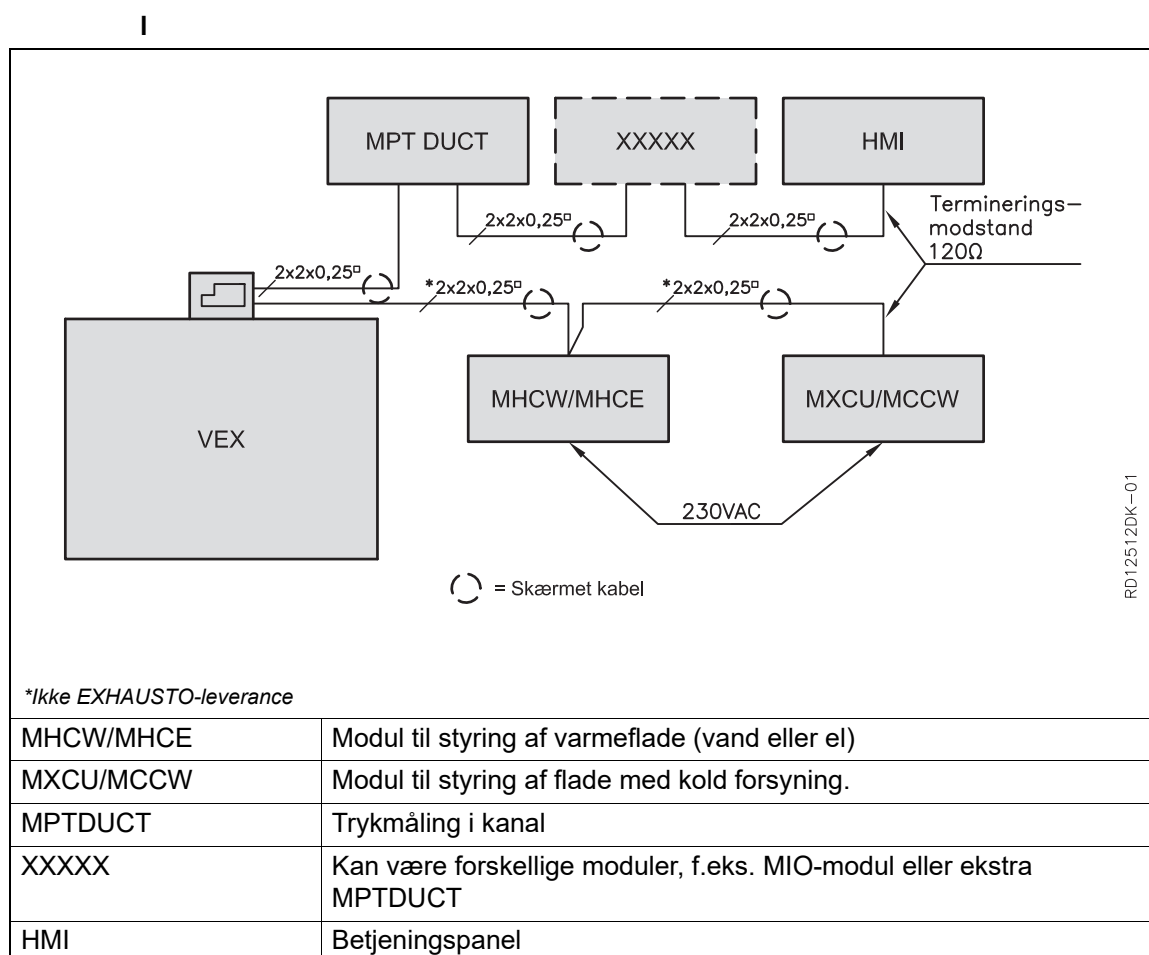 I
MPT DUCT
XXXXX
HMI
2x2x0,25¤
2x2x0,25¤
Terminerings-
modstand
120Ω
2x2x0,25¤
*2x2x0,25¤
*2x2x0,25¤
MHCW/MHCE
MXCU/MCCW
VEX
230VAC
= Skærmet kabel
RD12512DK-01
*Ikke EXHAUSTO-leverance
MHCW/MHCE Modul til styring af varmeflade (vand eller el)
MXCU/MCCW Modul til styring af flade med kold forsyning.
MPTDUCT Trykmåling i kanal
XXXXX Kan være forskellige moduler, f.eks. MIO-modul eller ekstra
MPTDUCT
HMI Betjeningspanel